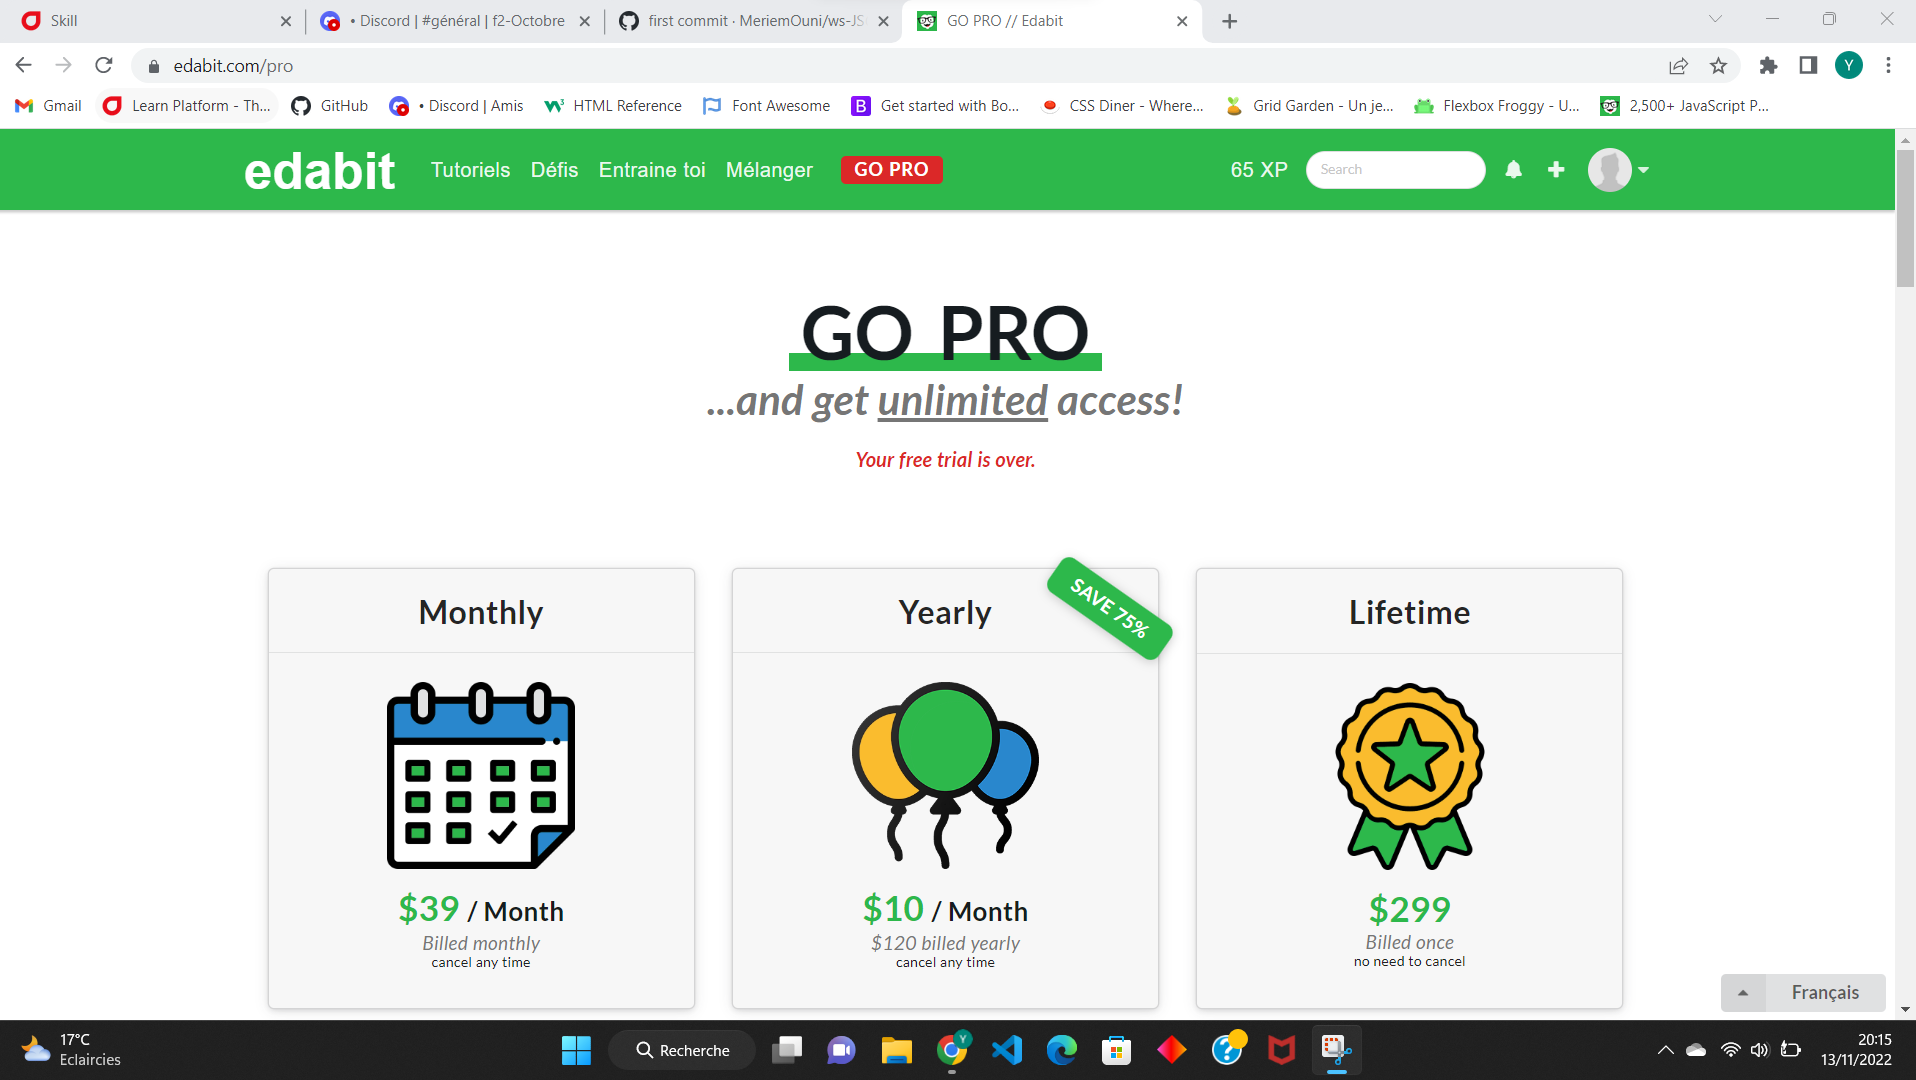 Skill
• Discord | #général | f2-Octobre
first commit · MeriemOuni/ws-JS
GO PRO // Edabit
edabit.com/pro
Y
Gmail
Learn Platform - Th...
GitHub
• Discord | Amis
HTML Reference
Font Awesome
B
Get started with Bo...
CSS Diner - Where...
Grid Garden - Un je...
Flexbox Froggy - U...
2,500+ JavaScript P...
edabit
Tutoriels
Défis
Entraine toi
Mélanger
GO PRO
65 XP
Search
GO PRO
...and get unlimited access!
Your free trial is over.
Monthly
$39 / Month
Billed monthly
cancel any time
Yearly
SAVE 75%
$10 / Month
$120 billed yearly
cancel any time
Lifetime
$299
Billed once
no need to cancel
Français
17°C
Eclaircies
Recherche
Y
20:15
13/11/2022